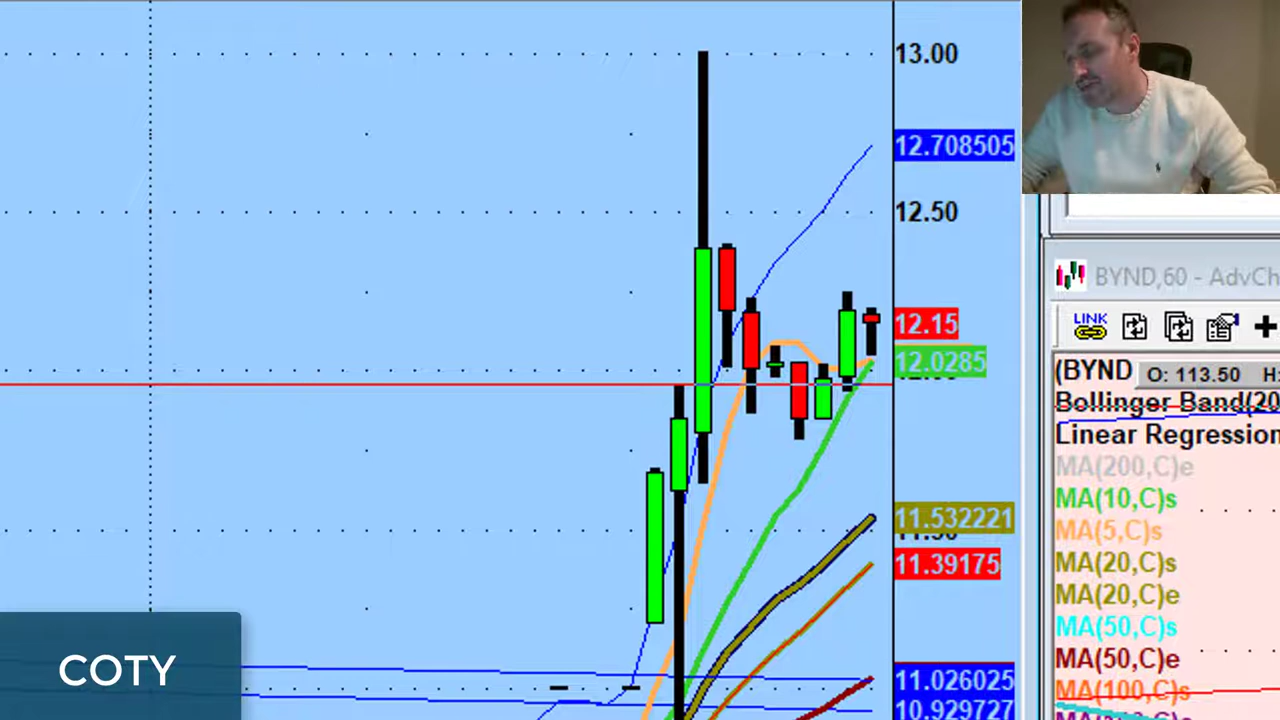 13.00
12.708505
12.50
12.15
12.0285
11.532221
11.39175
11.026025
10.929727
COTY
BYND,60 - AdvCh
LINK
(BYND
O: 113.50 H:
Bollinger Band(20
Linear Regression
MA(200,C)e
MA(10,C)s
MA(5,C)s
MA(20,C)s
MA(20,C)e
MA(50,C)s
MA(50,C)e
MA(100,C)s